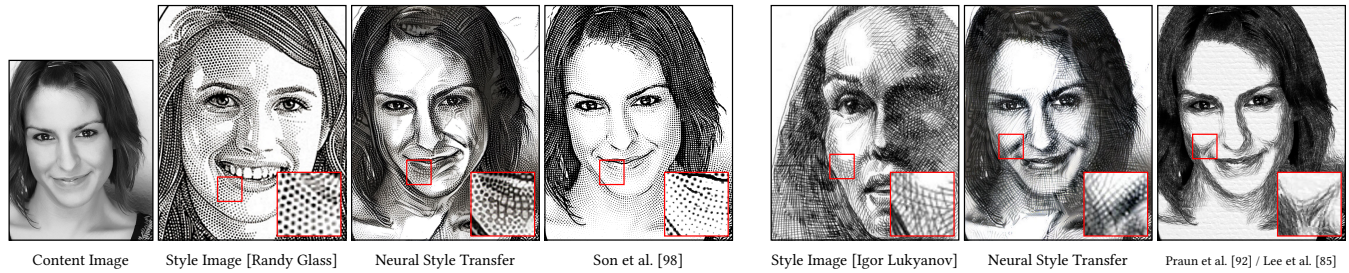 Content Image
Style Image [Randy Glass]
Neural Style Transfer
Son et al. [98]
Style Image [Igor Lukyanov]
Neural Style Transfer
Praun et al. [92] / Lee et al. [85]